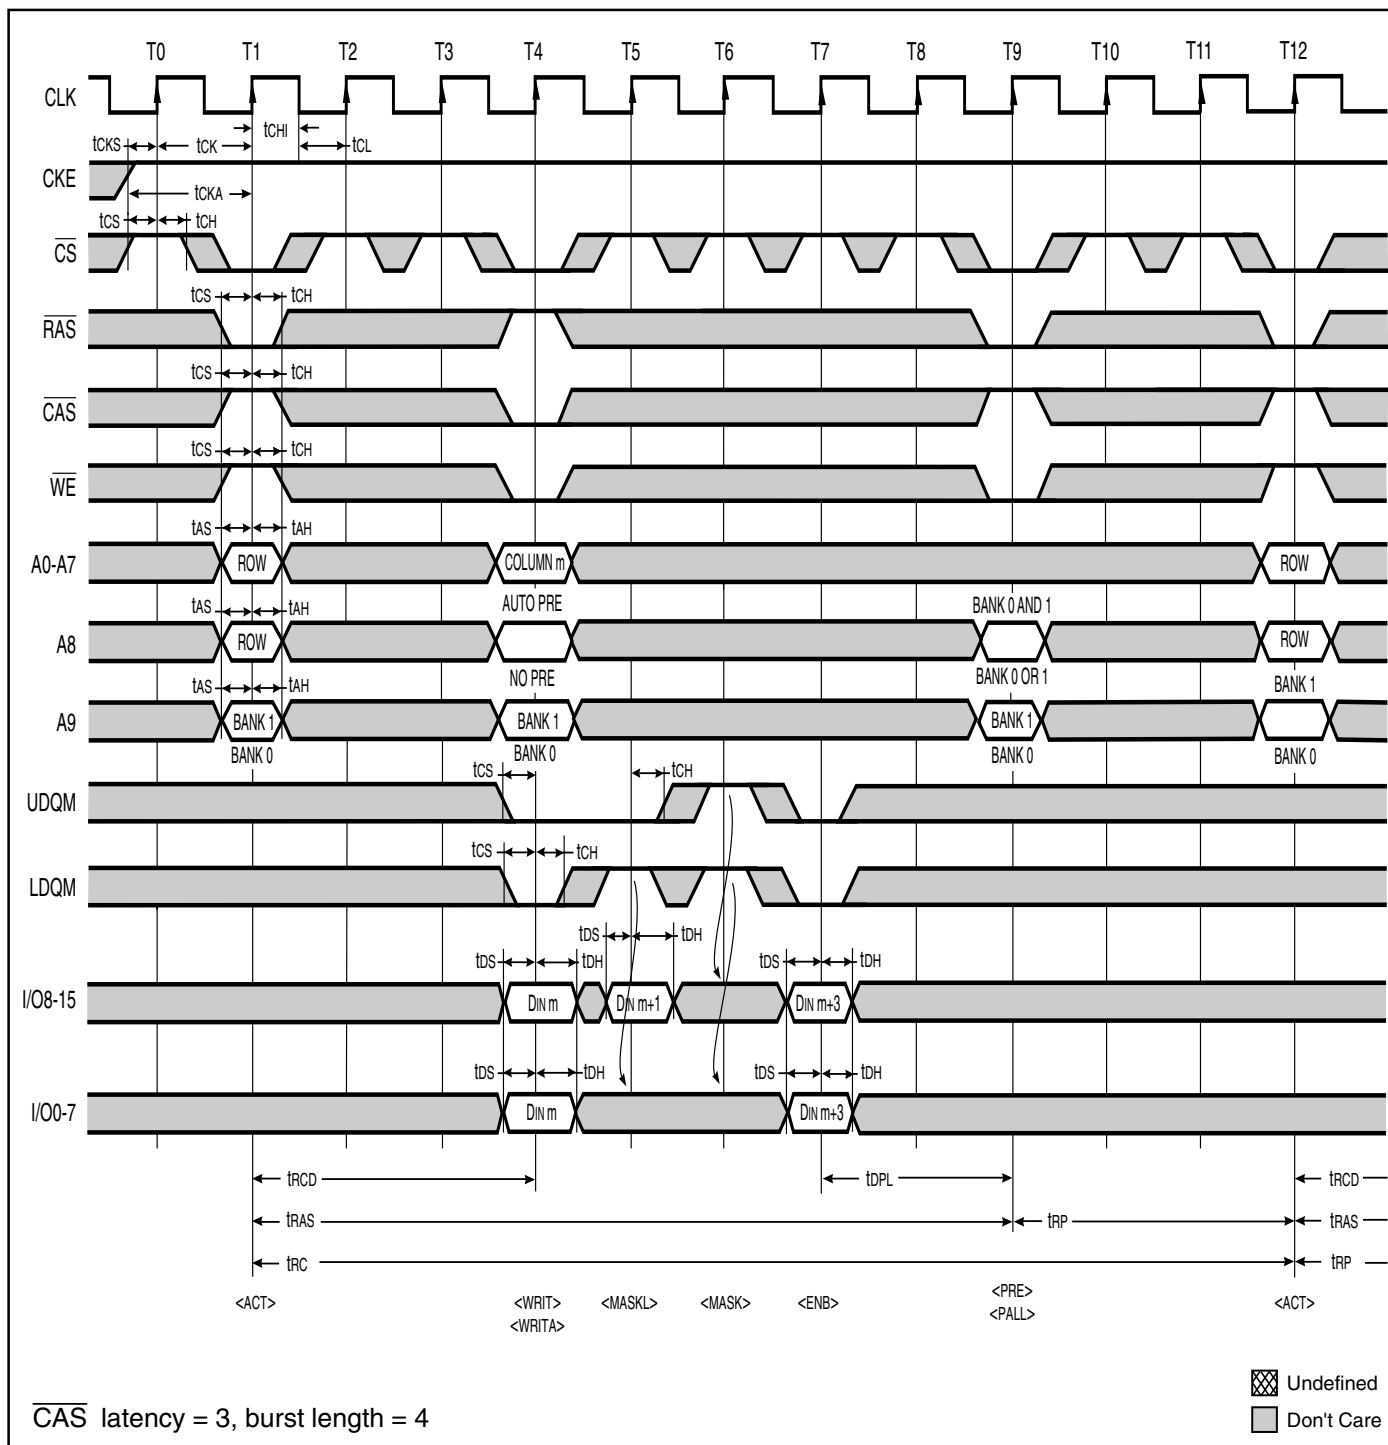 T0 T1 T2 T3 T4 T5 T6 T7 T8 T9 T10 T11 T12
CLK
tCHI
tCKS tCK tCL
CKE
tCKA
tCS tCH
CS
tCS tCH
RAS
tCS tCH
CAS
tCS tCH
WE
tAS tAH
A0-A7 ROW COLUMN m ROW
tAS tAH AUTO PRE BANK 0 AND 1
A8 ROW ROW
tAS tAH NO PRE BANK 0 OR 1 BANK 1
A9 BANK 1 BANK 1 BANK 1
BANK 0 BANK 0 BANK 0 BANK 0
tCS tCH
UDQM
tCS tCH
LDQM
tDS tDH
tDS tDH tDS tDH
I/O8-15 DIN m DIN m+1 DIN m+3
tDS tDH tDS tDH
I/O0-7 DIN m DIN m+3
tRCD tDPL tRCD
tRAS tRP tRAS
tRC tRP
<ACT> <WRIT> <MASKL> <MASK> <ENB> <PRE> <ACT>
<WRITA> <PALL>
Undefined
CAS latency = 3, burst length = 4 Don't Care